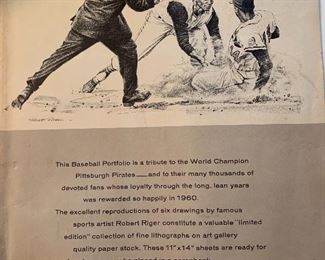 This Baseball Portfolio is a tribute to the World Champion
Pittsburgh Pirates—and to their many thousands of
devoted fans whose loyalty through the long, lean years
was rewarded so happily in 1960.
The excellent reproductions of six drawings by famous
sports artist Robert Riger constitute a valuable "limited
edition" collection of fine lithographs on art gallery
quality paper stock. These 11"x14" sheets are ready for